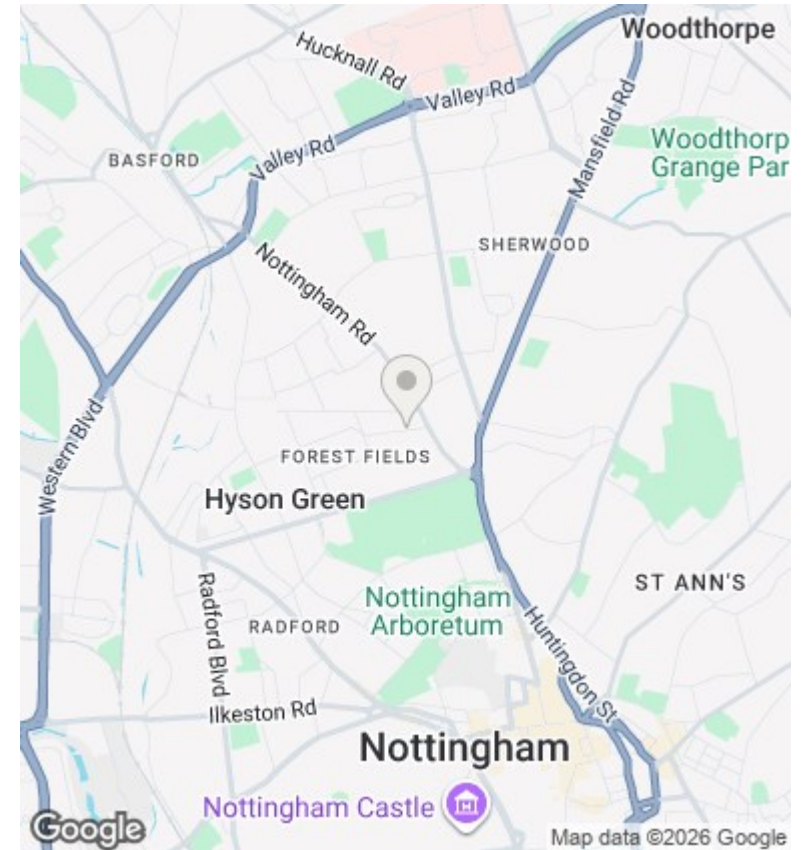 Woodthorpe
Hucknall Rd
Valley Rd
Mansfield Rd
Woodthorp
Grange Par
BASFORD
Valley Rd
SHERWOOD
Nottingham Rd
Western Blvd
FOREST FIELDS
Hyson Green
ST ANN'S
Nottingham
Arboretum
Radford Blvd
RADFORD
Huntingdon St
Ilkeston Rd
Nottingham
Nottingham Castle
Google
Map data ©2026 Google